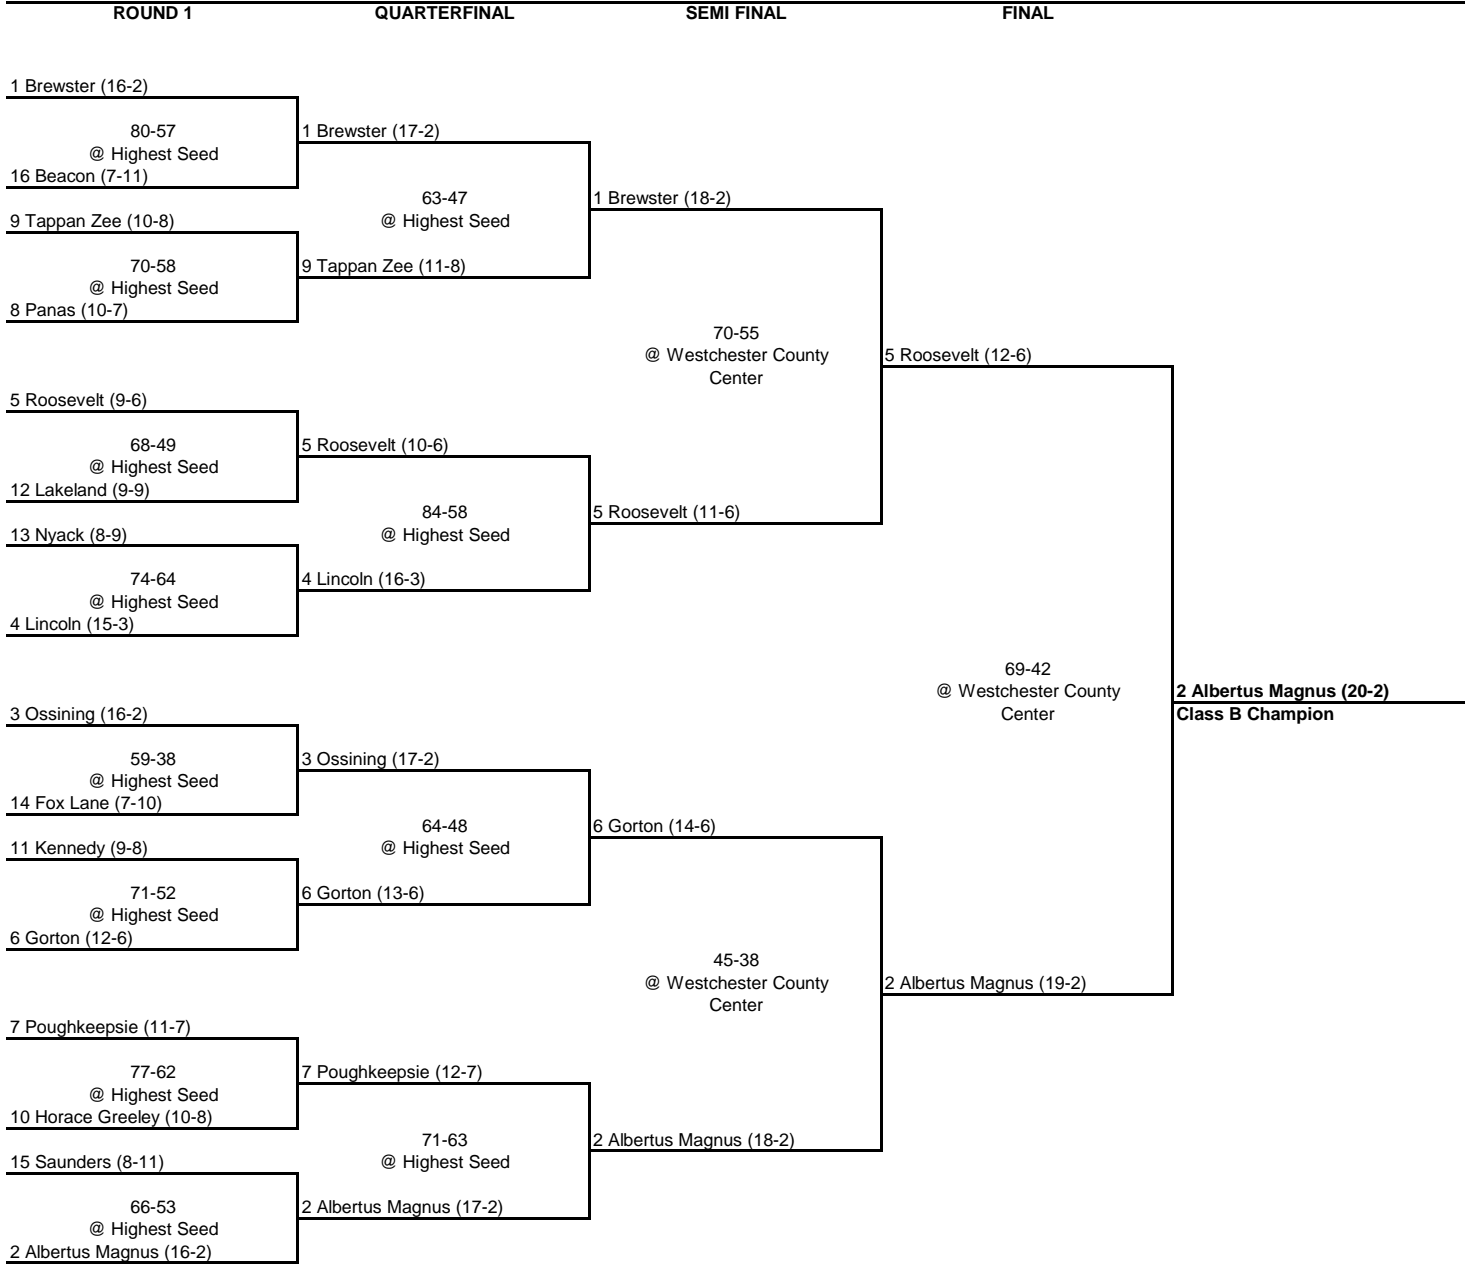 ROUND 1
QUARTERFINAL
SEMI FINAL
FINAL
1 Brewster (16-2)
80-57
@ Highest Seed
16 Beacon (7-11)
9 Tappan Zee (10-8)
70-58
@ Highest Seed
8 Panas (10-7)
5 Roosevelt (9-6)
68-49
@ Highest Seed
12 Lakeland (9-9)
13 Nyack (8-9)
74-64
@ Highest Seed
4 Lincoln (15-3)
3 Ossining (16-2)
59-38
@ Highest Seed
14 Fox Lane (7-10)
11 Kennedy (9-8)
71-52
@ Highest Seed
6 Gorton (12-6)
7 Poughkeepsie (11-7)
77-62
@ Highest Seed
10 Horace Greeley (10-8)
15 Saunders (8-11)
66-53
@ Highest Seed
2 Albertus Magnus (16-2)
1 Brewster (17-2)
63-47
@ Highest Seed
9 Tappan Zee (11-8)
5 Roosevelt (10-6)
84-58
@ Highest Seed
4 Lincoln (16-3)
3 Ossining (17-2)
64-48
@ Highest Seed
6 Gorton (13-6)
7 Poughkeepsie (12-7)
71-63
@ Highest Seed
2 Albertus Magnus (17-2)
1 Brewster (18-2)
70-55
@ Westchester County
Center
5 Roosevelt (11-6)
6 Gorton (14-6)
45-38
@ Westchester County
Center
2 Albertus Magnus (18-2)
5 Roosevelt (12-6)
69-42
@ Westchester County
Center
2 Albertus Magnus (19-2)
2 Albertus Magnus (20-2)
Class B Champion